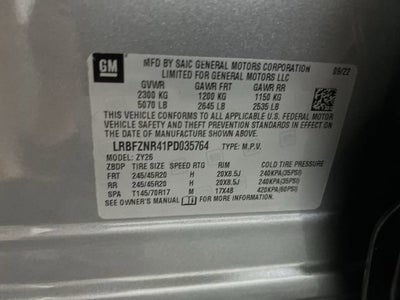 GM
MFD BY SAIC GENERAL MOTORS CORPORATION 09/22
LIMITED FOR GENERAL MOTORS LLC
GVWR GAWR FRT GAWR RR
2300 KG 1200 KG 1150 KG
5070 LB 2645 LB 2535 LB
THIS VEHICLE CONFORMS TO ALL APPLICABLE U.S. FEDERAL
MOTOR VEHICLE SAFETY, BUMPER, AND THEFT PREVENTION
STANDARDS IN EFFECT ON THE DATE OF MANUFACTURE SHOWN ABOVE.
LRBFZNR41PD035764 TYPE: M.P.V.
MODEL: ZY26
ZBDP TIRE SIZE SPEED RTG RIM COLD TIRE PRESSURE
FRT 245/45R20 H 20X8.5J 240KPA(35PSI)
RR 245/45R20 H 20X8.5J 240KPA(35PSI)
SPA T145/70R17 M 17X4B 420KPA(60PSI)
SEE OWNER'S MANUAL FOR MORE INFORMATION.